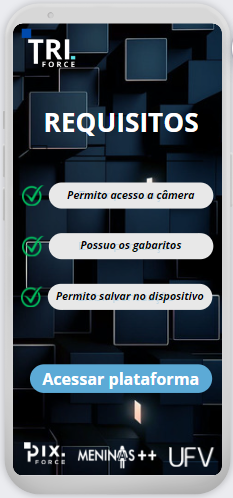 TRI.
FORCE
REQUISITOS
Permito acesso a câmera
Possuo os gabaritos
Permito salvar no dispositivo
Acessar plataforma
PIX.
FORCE
MENINAS++
UFV